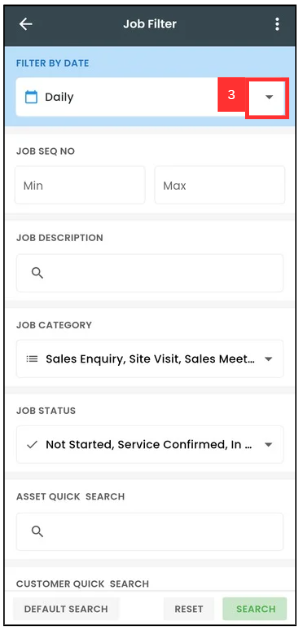 Job Filter
FILTER BY DATE
Daily
3
JOB SEQ NO
Min Max
JOB DESCRIPTION
JOB CATEGORY
Sales Enquiry, Site Visit, Sales Meet...
JOB STATUS
Not Started, Service Confirmed, In ...
ASSET QUICK SEARCH
CUSTOMER QUICK SEARCH
DEFAULT SEARCH RESET SEARCH